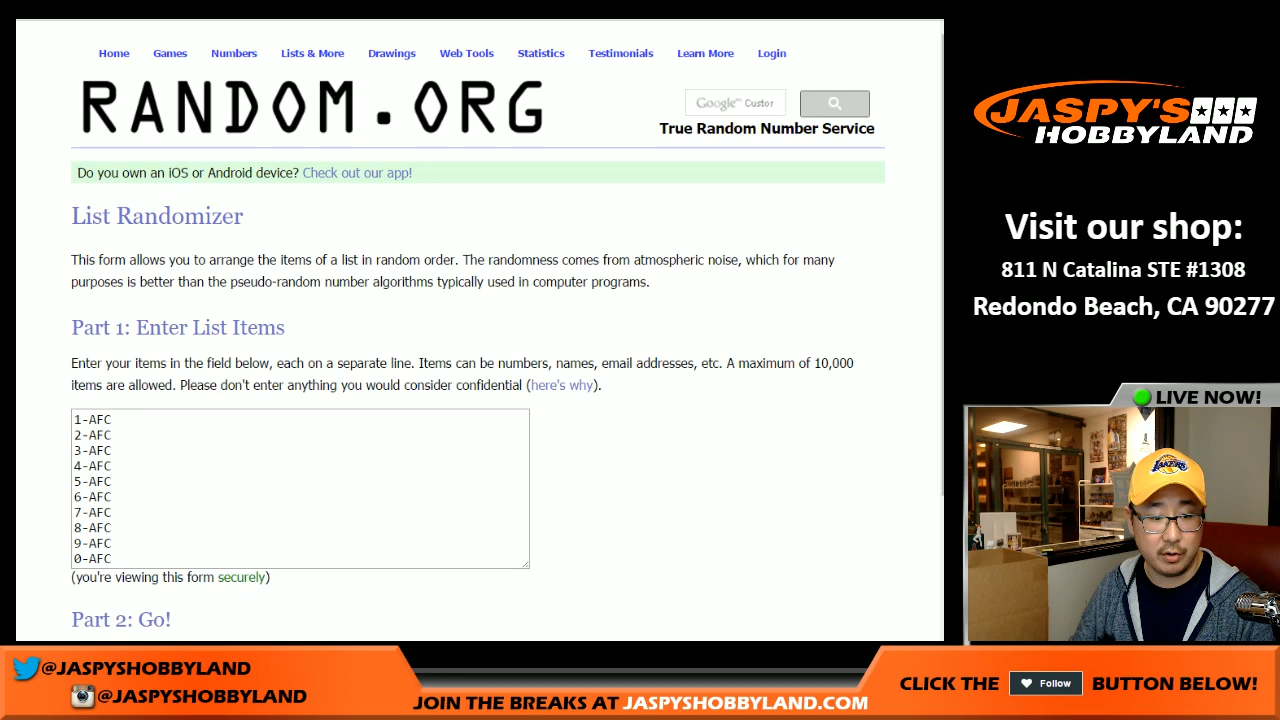 Home Games Numbers Lists & More Drawings Web Tools Statistics Testimonials Learn More Login
RANDOM.ORG
Google™ Custor
True Random Number Service
Do you own an iOS or Android device? Check out our app!
List Randomizer
This form allows you to arrange the items of a list in random order. The randomness comes from atmospheric noise, which for many
purposes is better than the pseudo-random number algorithms typically used in computer programs.
Part 1: Enter List Items
Enter your items in the field below, each on a separate line. Items can be numbers, names, email addresses, etc. A maximum of 10,000
items are allowed. Please don't enter anything you would consider confidential (here's why).
1-AFC
2-AFC
3-AFC
4-AFC
5-AFC
6-AFC
7-AFC
8-AFC
9-AFC
0-AFC
(you're viewing this form securely)
Part 2: Go!
JASPY'S
HOBBYLAND
Visit our shop:
811 N Catalina STE #1308
Redondo Beach, CA 90277
LIVE NOW!
LAKERS
@JASPYSHOBBYLAND
@JASPYSHOBBYLAND
JOIN THE BREAKS AT JASPYSHOBBYLAND.COM
CLICK THE Follow BUTTON BELOW!